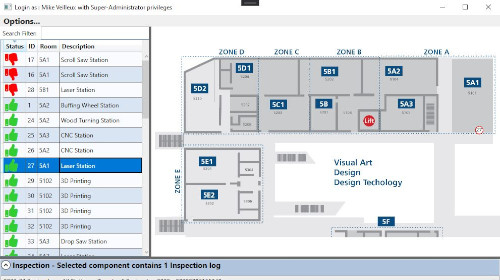 Login as : Mike Veilleux with Super-Administrator privileges
Options...
Search Filter:
Status ID Room Description
17 5A1 Scroll Saw Station
16 5A1 Scroll Saw Station
28 5B1 Laser Station
1 5A2 Buffing Wheel Station
24 5A2 Wood Turning Station
25 5A3 CNC Station
26 5A2 CNC Station
27 5A1 Laser Station
29 5102 3D Printing
30 5102 3D Printing
31 5102 3D Printing
32 5102 3D Printing
33 5A3 Drop Saw Station
ZONE D ZONE C ZONE B ZONE A
5D1
5B1
5A2
5A1
5D2
5C1
5B
5A3
Lift
ZONE E
5E1
5E2
Visual Art
Design
Design Techology
5F
Inspection - Selected component contains 1 Inspection log